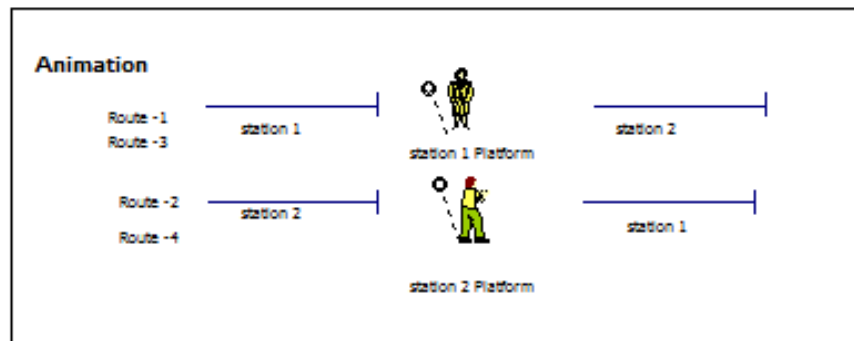 Animation
Route -1
station 1
station 2
Route -3
station 1 Platform
Route -2
station 2
station 1
Route -4
station 2 Platform